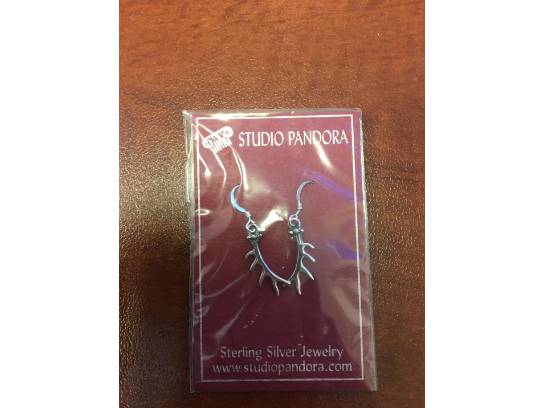 STUDIO PANDORA
Sterling Silver Jewelry
www.studiopandora.com